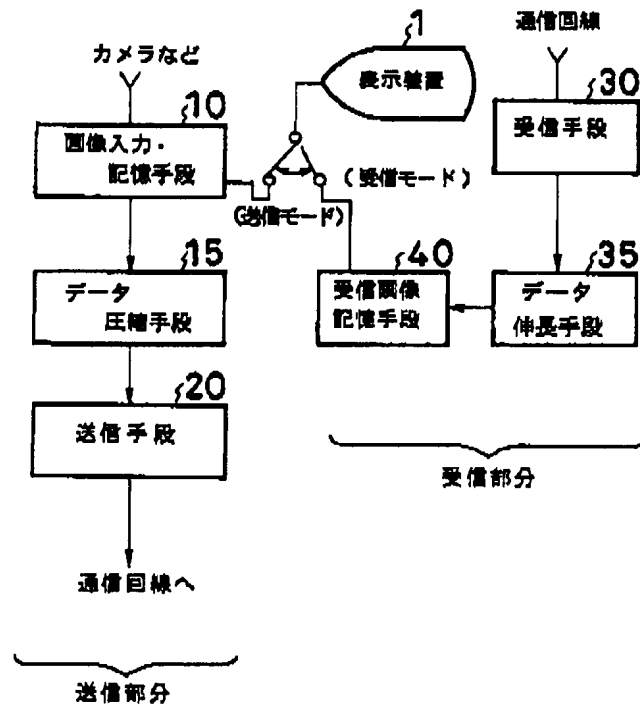 カメラなど
10
画像入力・
記憶手段
15
データ
圧縮手段
20
送信手段
通信回線へ
送信部分
1
表示装置
(送信モード)
(受信モード)
通信回線
30
受信手段
35
データ
伸長手段
40
受信画像
記憶手段
受信部分